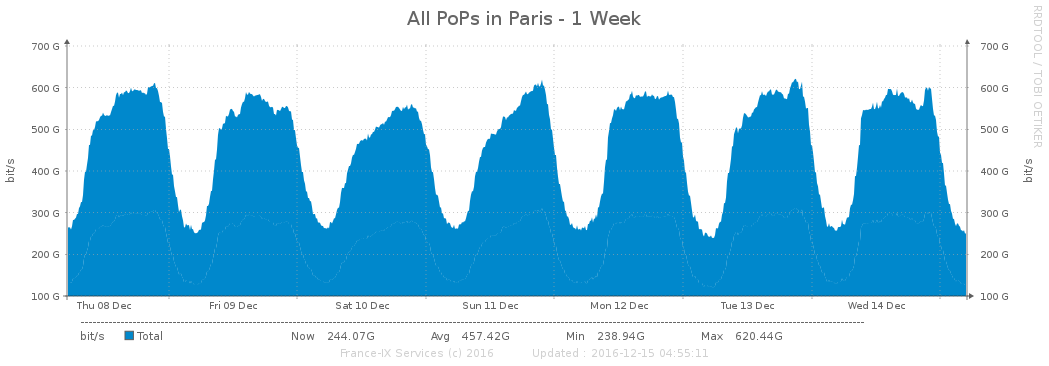 All PoPs in Paris - 1 Week
RRDTOOL / TOBI OETIKER
700 G 700 G
600 G 600 G
500 G 500 G
400 G 400 G
300 G 300 G
200 G 200 G
100 G 100 G
bit/s bit/s
Thu 08 Dec Fri 09 Dec Sat 10 Dec Sun 11 Dec Mon 12 Dec Tue 13 Dec Wed 14 Dec
bit/s Total Now 244.07G Avg 457.42G Min 238.94G Max 620.44G
France-IX Services (c) 2016 Updated : 2016-12-15 04:55:11